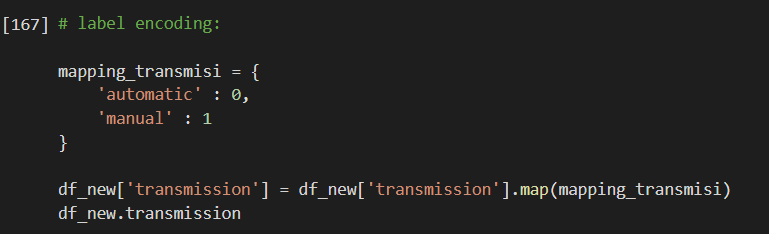 [167] # label encoding:
mapping_transmisi = {
'automatic' : 0,
'manual' : 1
}
df_new['transmission'] = df_new['transmission'].map(mapping_transmisi)
df_new.transmission